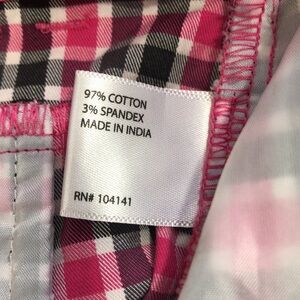 97% COTTON
3% SPANDEX
MADE IN INDIA
RN# 104141